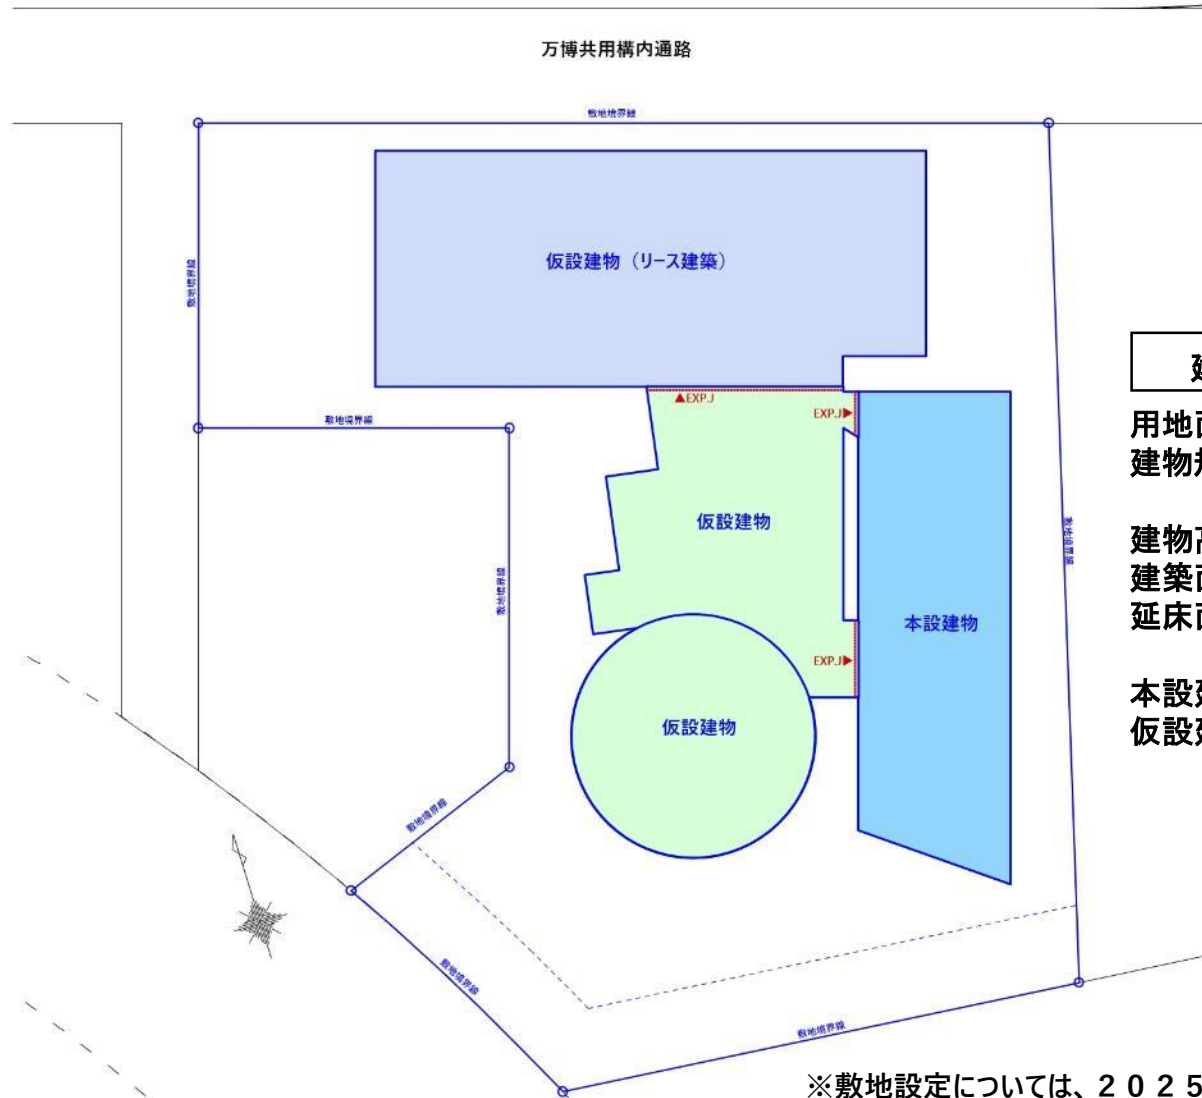 万博共用構内通路
敷地境界線
仮設建物（リース建築）
敷地境界線
▲EXP.J
EXP.J▶
敷地境界線
用地
建物
仮設建物
敷地境界線
建物
建築
延床
敷地境界線
本設建物
EXP.J▶
本設
仮設
仮設建物
敷地境界線
敷地境界線
敷地境界線
※敷地設定については、２０２５